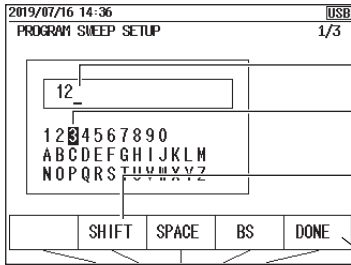 2019/07/16 14:36 USB
PROGRAM SWEEP SETUP 1/3
12_
1234567890
ABCDEFGHIJKLM
NOPQRSTUVWXYZ
SHIFT SPACE BS DONE